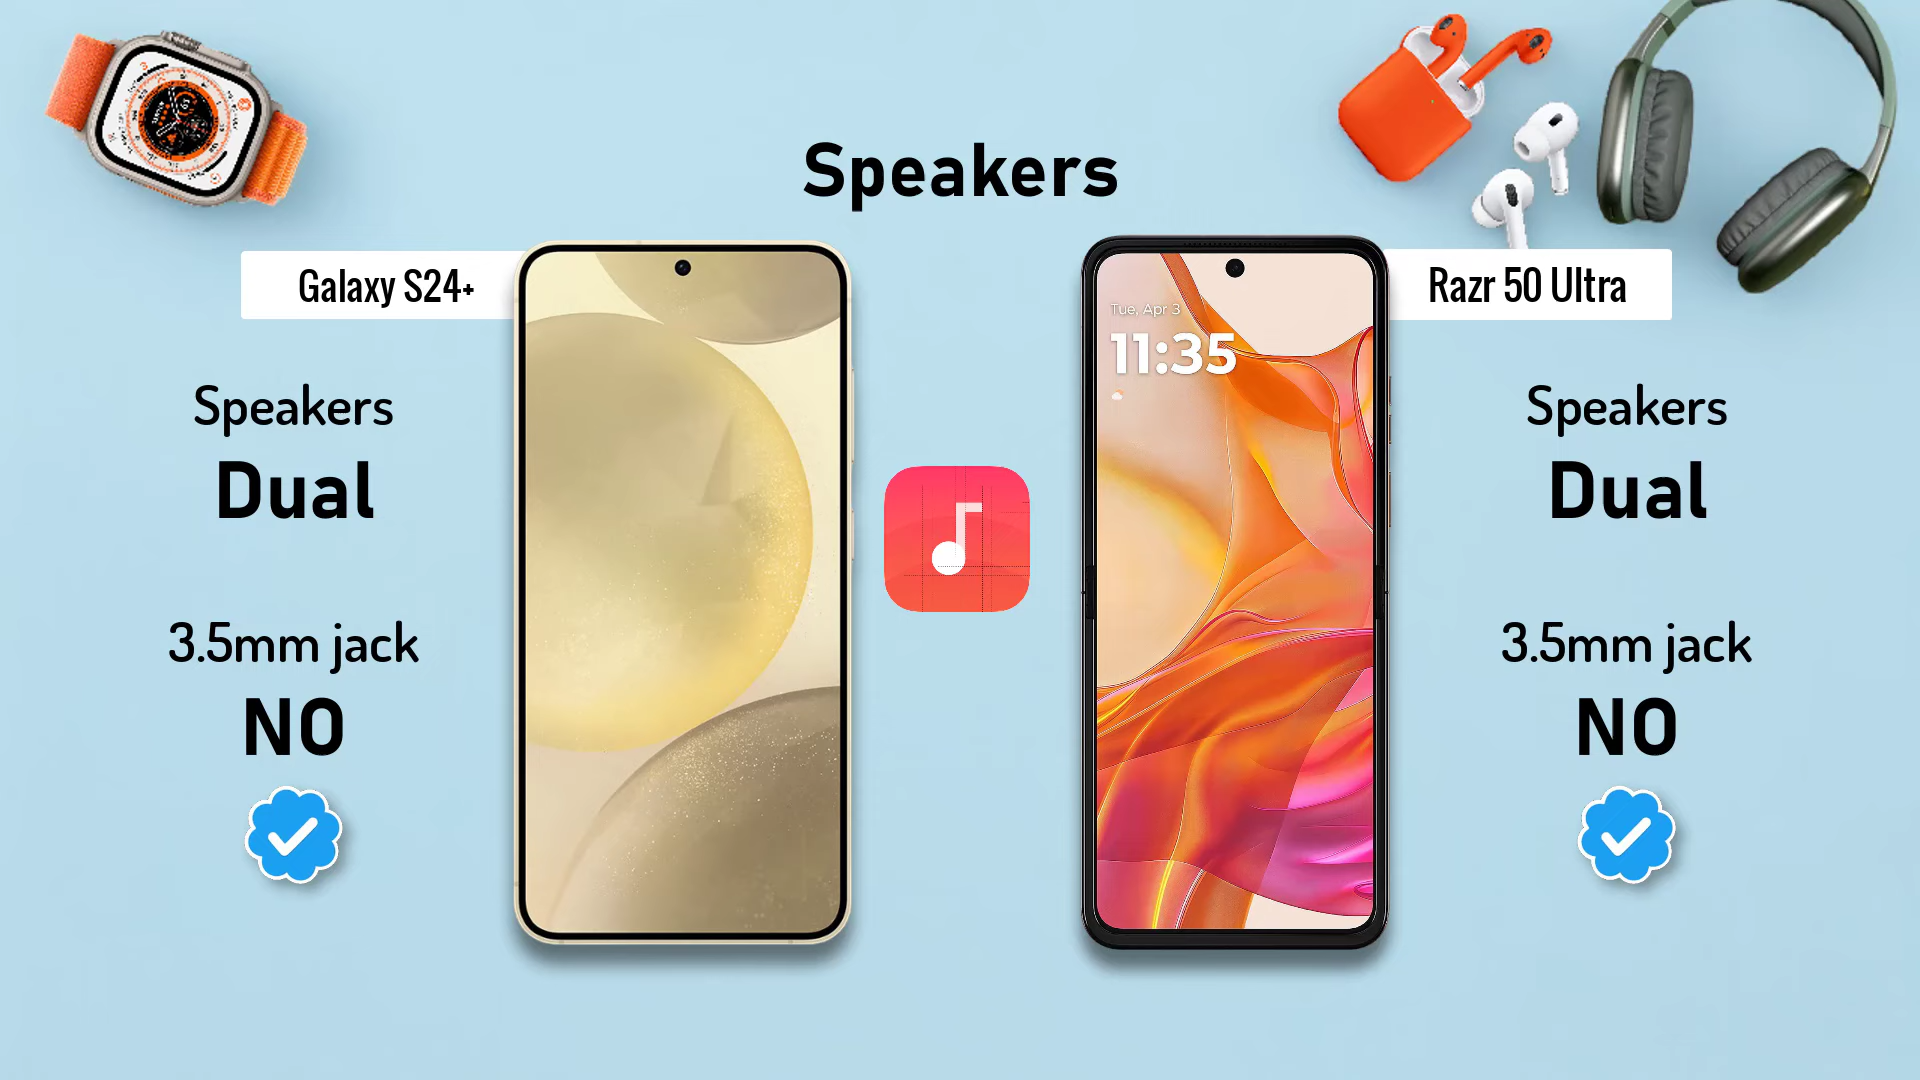 Speakers
Galaxy S24+
Speakers
Dual
3.5mm jack
NO
Tue, Apr 3
11:35
Razr 50 Ultra
Speakers
Dual
3.5mm jack
NO